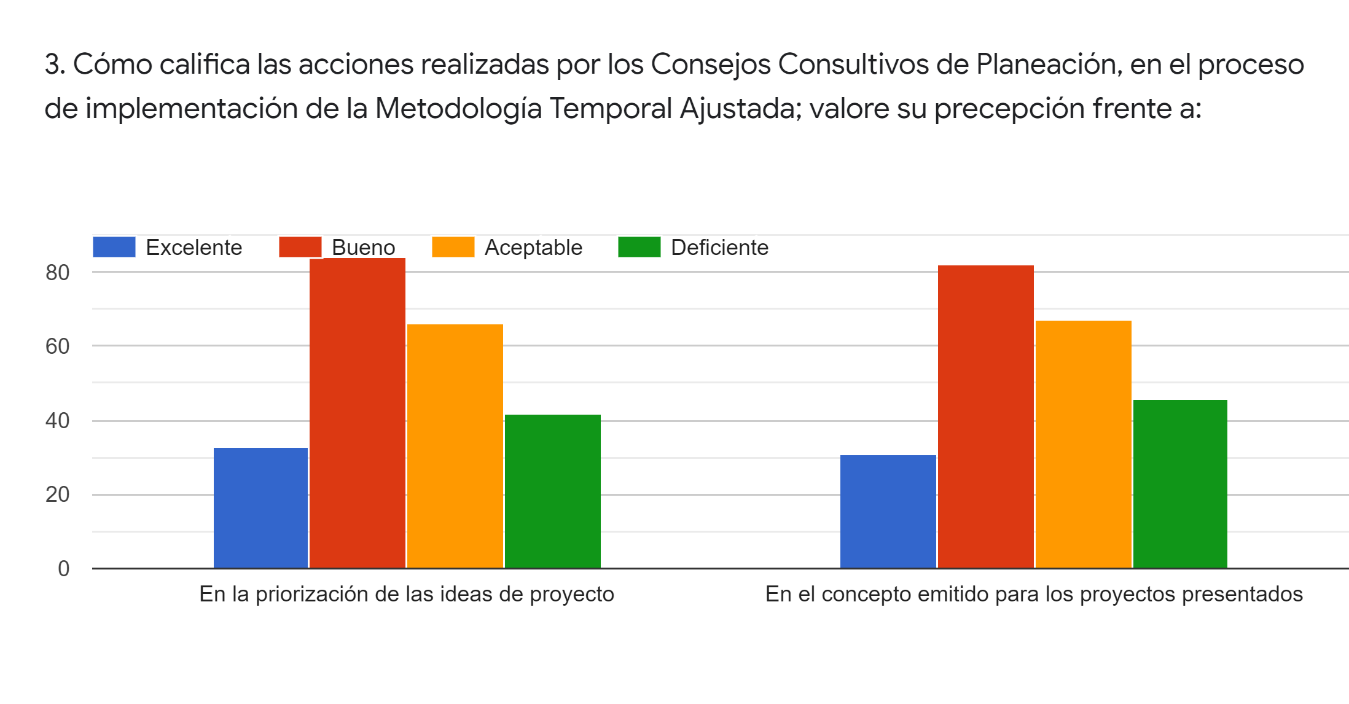 3. Cómo califica las acciones realizadas por los Consejos Consultivos de Planeación, en el proceso
de implementación de la Metodología Temporal Ajustada; valore su precepción frente a:
Excelente Bueno Aceptable Deficiente
80
60
40
20
0
En la priorización de las ideas de proyecto En el concepto emitido para los proyectos presentados